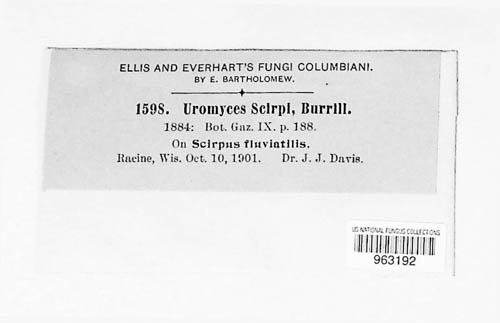 ELLIS AND EVERHART'S FUNGI COLUMBIANI.
BY E. BARTHOLOMEW.
1598. Uromyces Scirpi, Burrill.
1884: Bot. Gaz. IX. p. 188.
On Scirpus fluviatilis.
Racine, Wis. Oct. 10, 1901. Dr. J. J. Davis.
US NATIONAL FUNGUS COLLECTIONS
963192